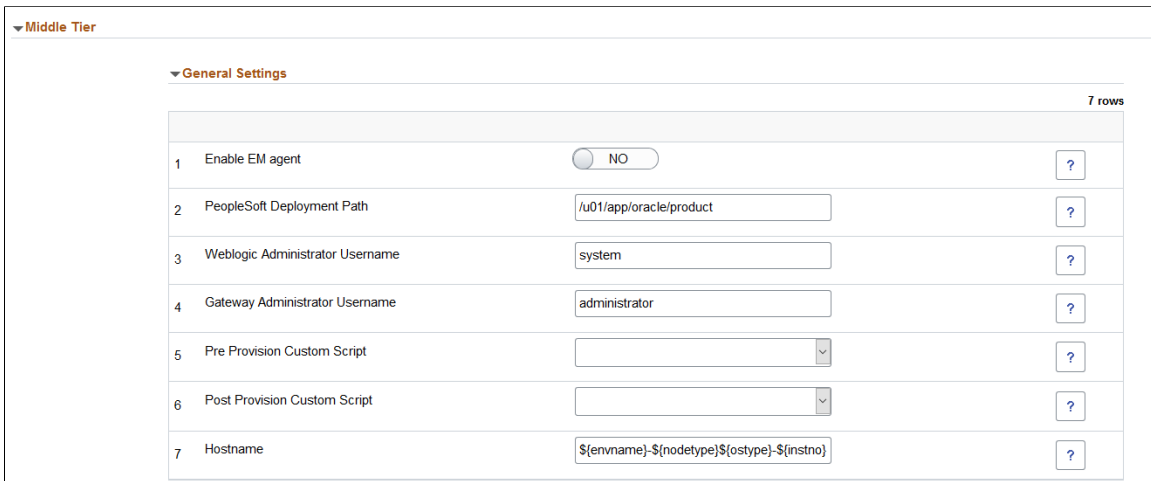 Middle Tier
General Settings
7 rows
1 Enable EM agent NO ?
2 PeopleSoft Deployment Path /u01/app/oracle/product ?
3 Weblogic Administrator Username system ?
4 Gateway Administrator Username administrator ?
5 Pre Provision Custom Script ?
6 Post Provision Custom Script ?
7 Hostname ${envname}-${nodetype}${ostype}-${instno} ?